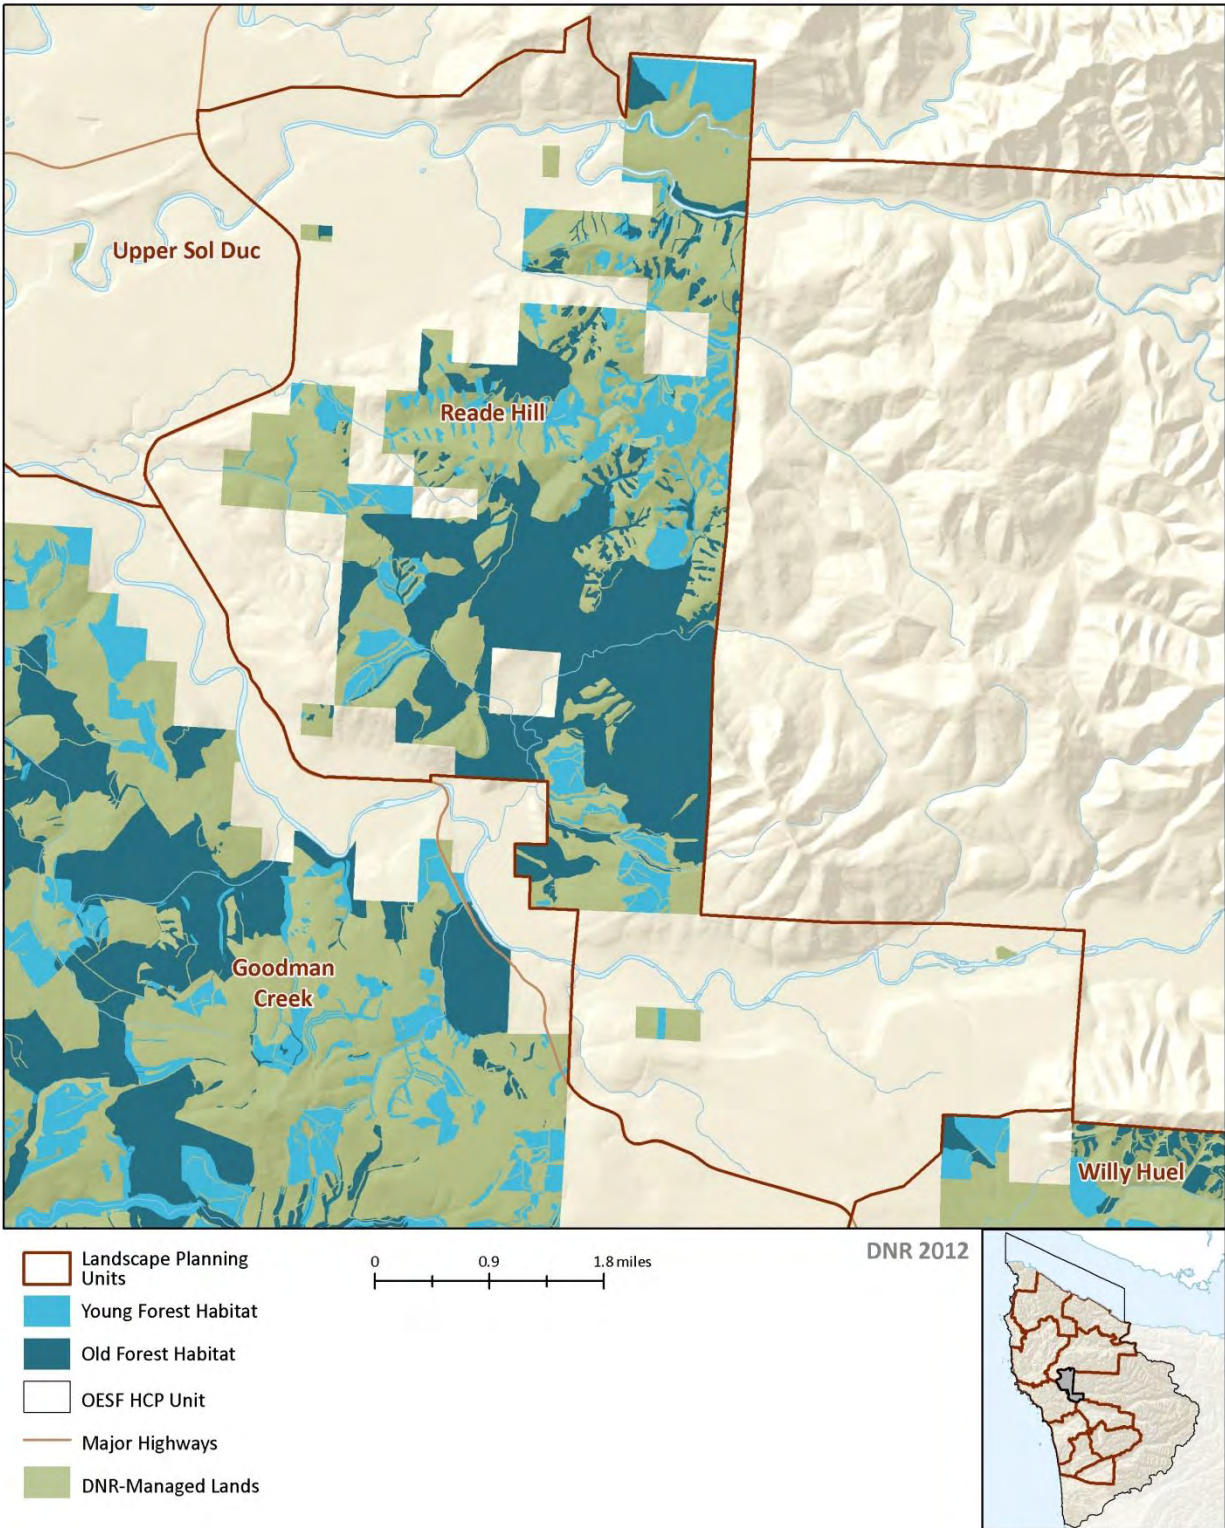 Upper Sol Duc
Reade Hill
Goodman
Creek
Willy Huel
Landscape Planning
Units
Young Forest Habitat
Old Forest Habitat
OESF HCP Unit
Major Highways
DNR-Managed Lands
0 0.9 1.8 miles
DNR 2012